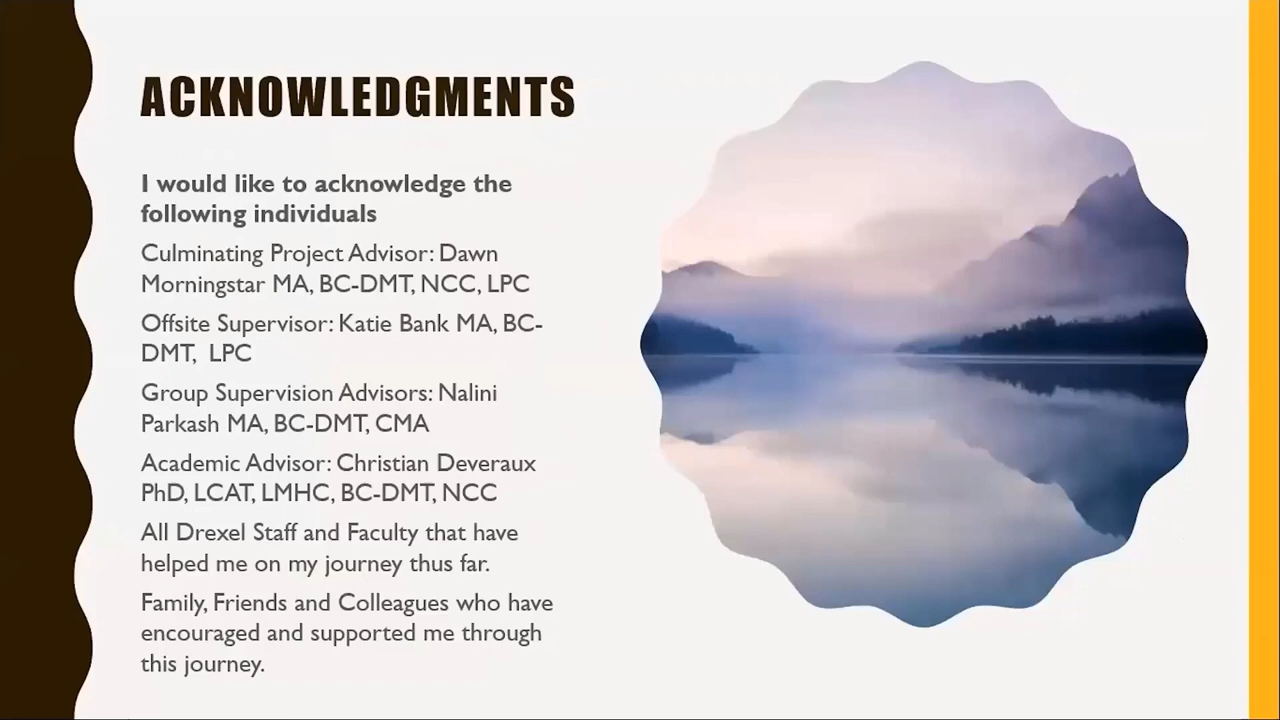 ACKNOWLEDGMENTS
I would like to acknowledge the
following individuals
Culminating Project Advisor: Dawn
Morningstar MA, BC-DMT, NCC, LPC
Offsite Supervisor: Katie Bank MA, BC-
DMT, LPC
Group Supervision Advisors: Nalini
Parkash MA, BC-DMT, CMA
Academic Advisor: Christian Deveraux
PhD, LCAT, LMHC, BC-DMT, NCC
All Drexel Staff and Faculty that have
helped me on my journey thus far.
Family, Friends and Colleagues who have
encouraged and supported me through
this journey.